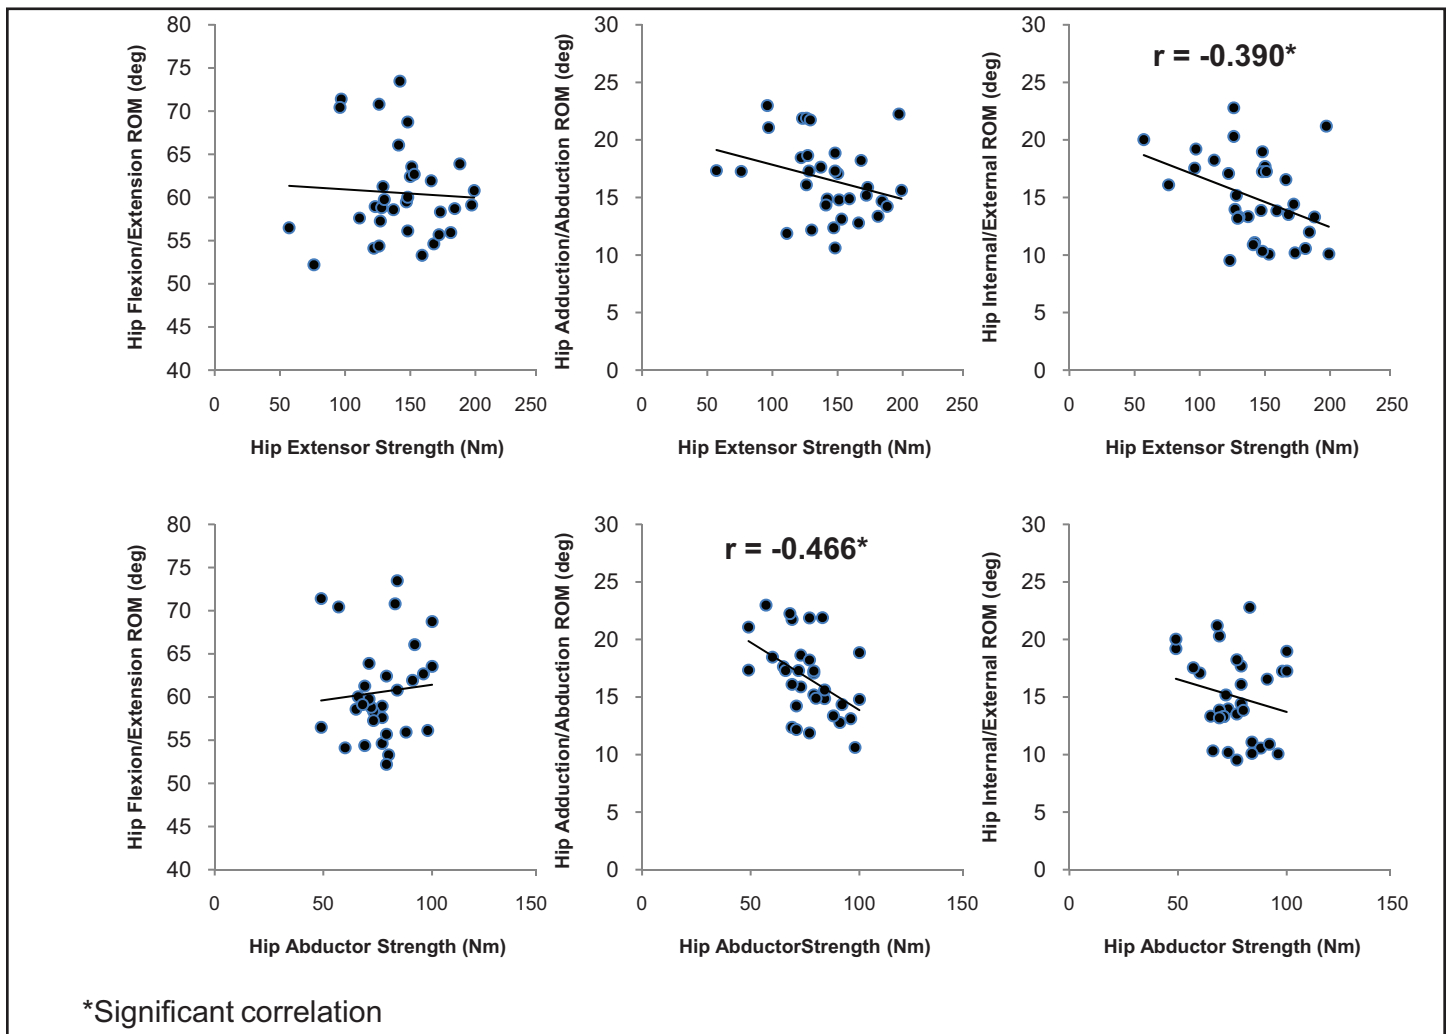 Hip Flexion/Extension ROM (deg)
80
75
70
65
60
55
50
45
40
0 50 100 150 200 250
Hip Extensor Strength (Nm)
Hip Adduction/Abduction ROM (deg)
30
25
20
15
10
5
0
0 50 100 150 200 250
Hip Extensor Strength (Nm)
Hip Internal/External ROM (deg)
30
25
20
15
10
5
0
r = -0.390*
0 50 100 150 200 250
Hip Extensor Strength (Nm)
Hip Flexion/Extension ROM (deg)
80
75
70
65
60
55
50
45
40
0 50 100 150
Hip Abductor Strength (Nm)
Hip Adduction/Abduction ROM (deg)
30
25
20
15
10
5
0
r = -0.466*
0 50 100 150
Hip AbductorStrength (Nm)
Hip Internal/External ROM (deg)
30
25
20
15
10
5
0
0 50 100 150
Hip Abductor Strength (Nm)
*Significant correlation